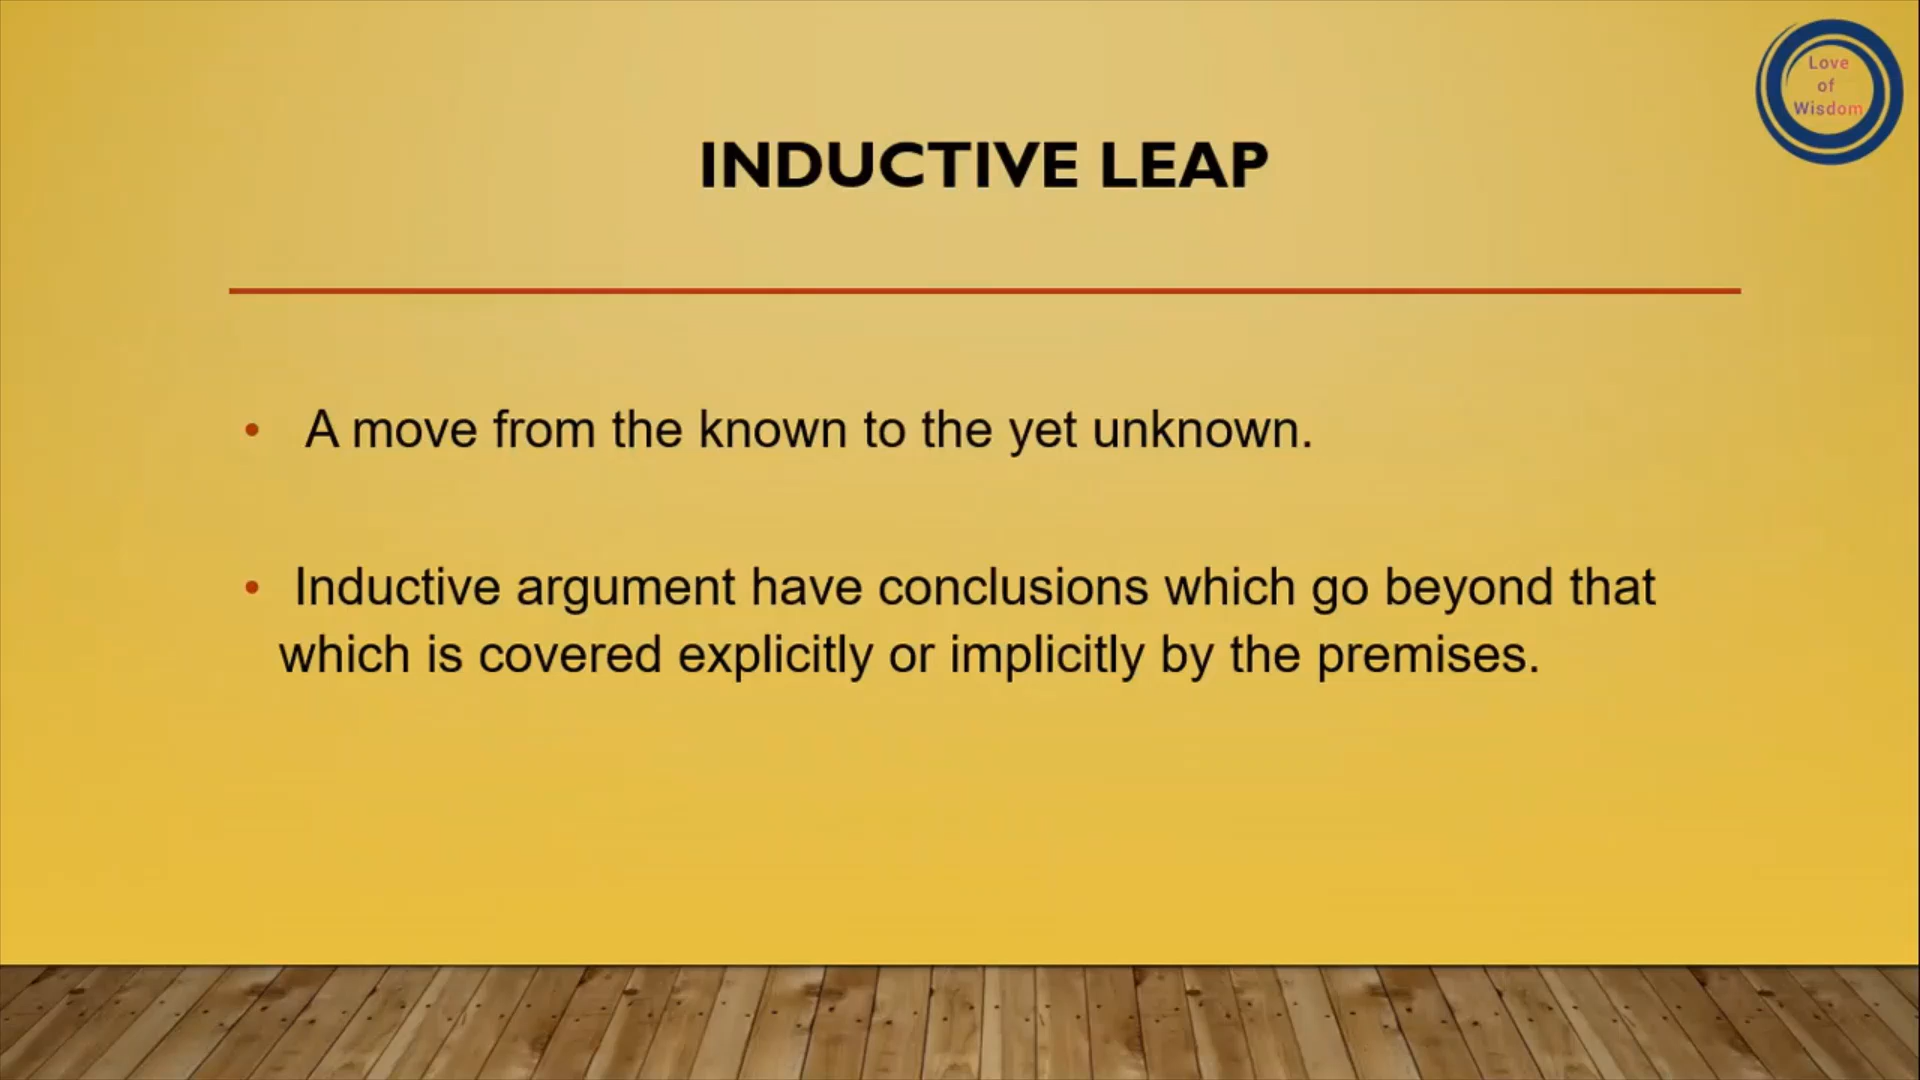 Love
of
Wisdom
INDUCTIVE LEAP
• A move from the known to the yet unknown.
• Inductive argument have conclusions which go beyond that
which is covered explicitly or implicitly by the premises.